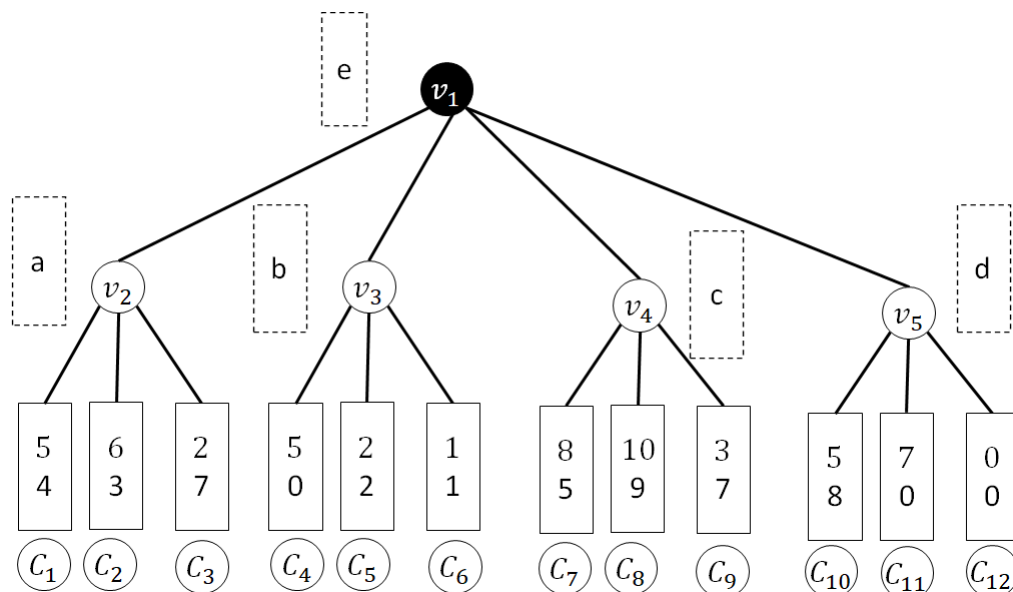 e
v₁
a
v₂
b
v₃
v₄
c
v₅
d
5 6 2 5 2 1 8 10 3 5 7 0
4 3 7 0 2 1 5 9 7 8 0 0
C₁ C₂ C₃ C₄ C₅ C₆ C₇ C₈ C₉ C₁₀ C₁₁ C₁₂